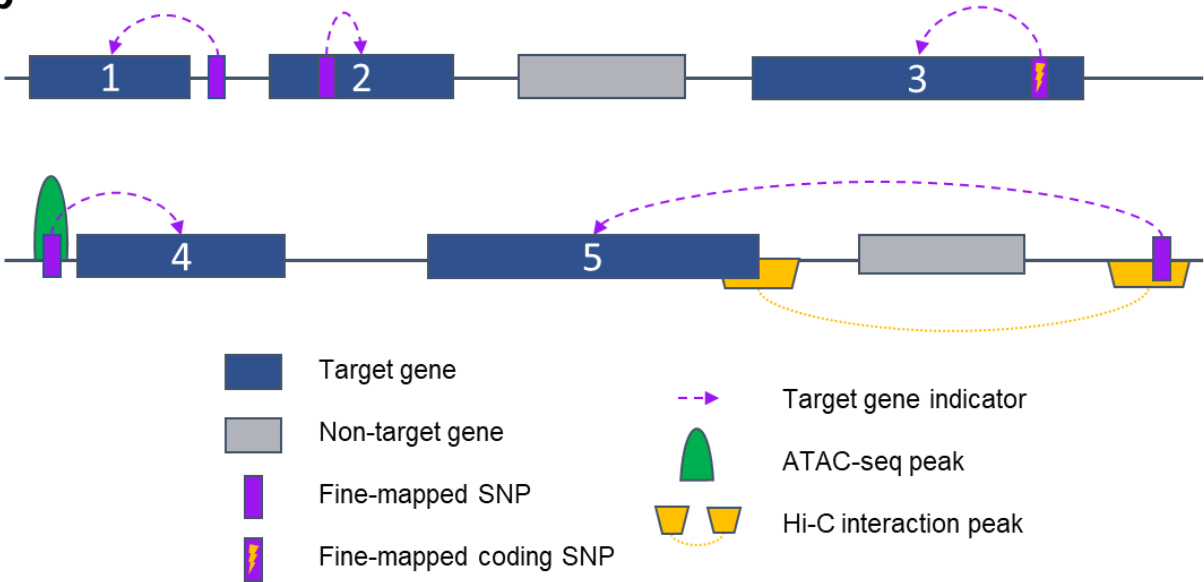 1 2 3
4 5
Target gene
Non-target gene
Fine-mapped SNP
Fine-mapped coding SNP
Target gene indicator
ATAC-seq peak
Hi-C interaction peak